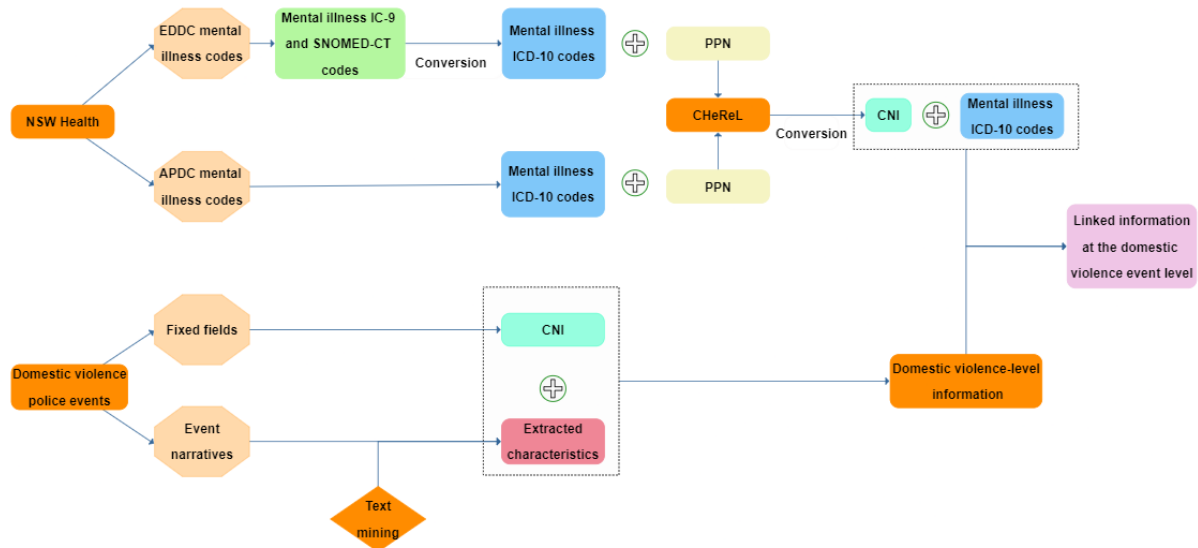 EDDC mental
illness codes
Mental illness IC-9
and SNOMED-CT
codes
Conversion
Mental illness
ICD-10 codes
PPN
NSW Health
CHeReL
Conversion
CNI
Mental illness
ICD-10 codes
APDC mental
illness codes
Mental illness
ICD-10 codes
PPN
Linked information
at the domestic
violence event level
Fixed fields
CNI
Domestic violence
police events
Domestic violence-level
information
Event
narratives
Extracted
characteristics
Text
mining